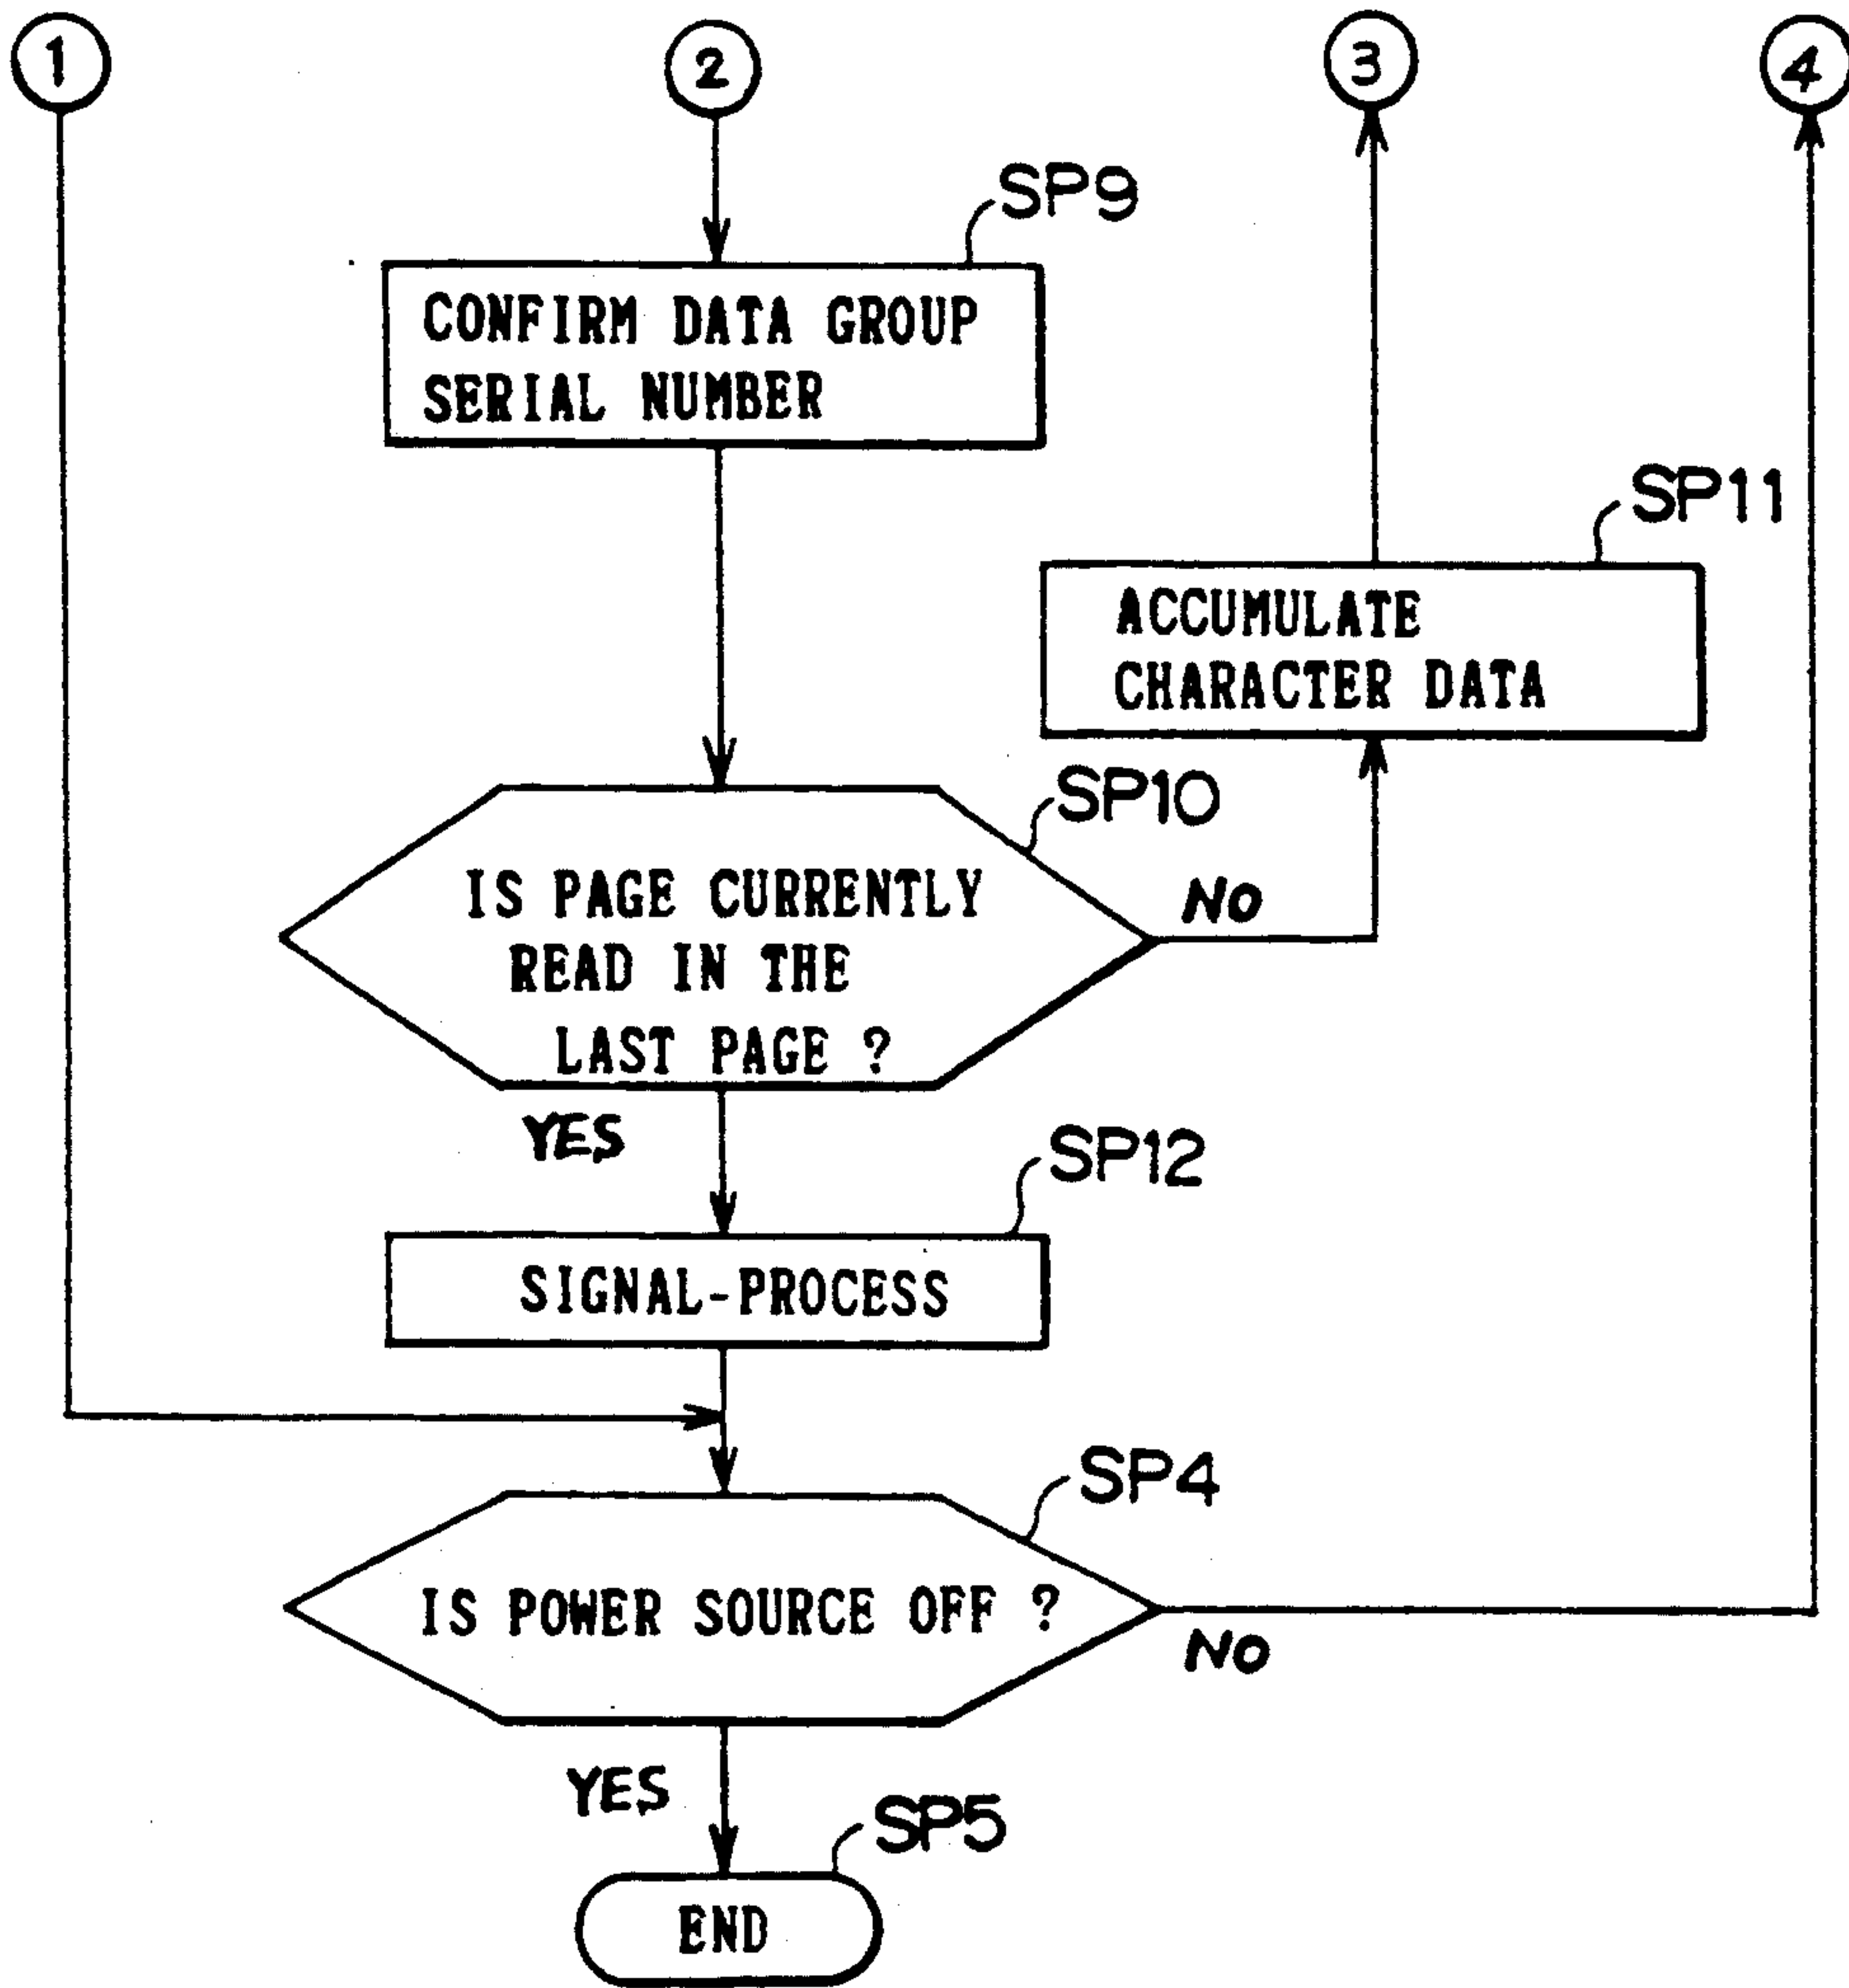 1
2
3
4
SP9
CONFIRM DATA GROUP
SERIAL NUMBER
SP11
ACCUMULATE
CHARACTER DATA
SP10
IS PAGE CURRENTLY
READ IN THE
LAST PAGE ?
NO
YES
SP12
SIGNAL-PROCESS
SP4
IS POWER SOURCE OFF ?
NO
YES
SP5
END